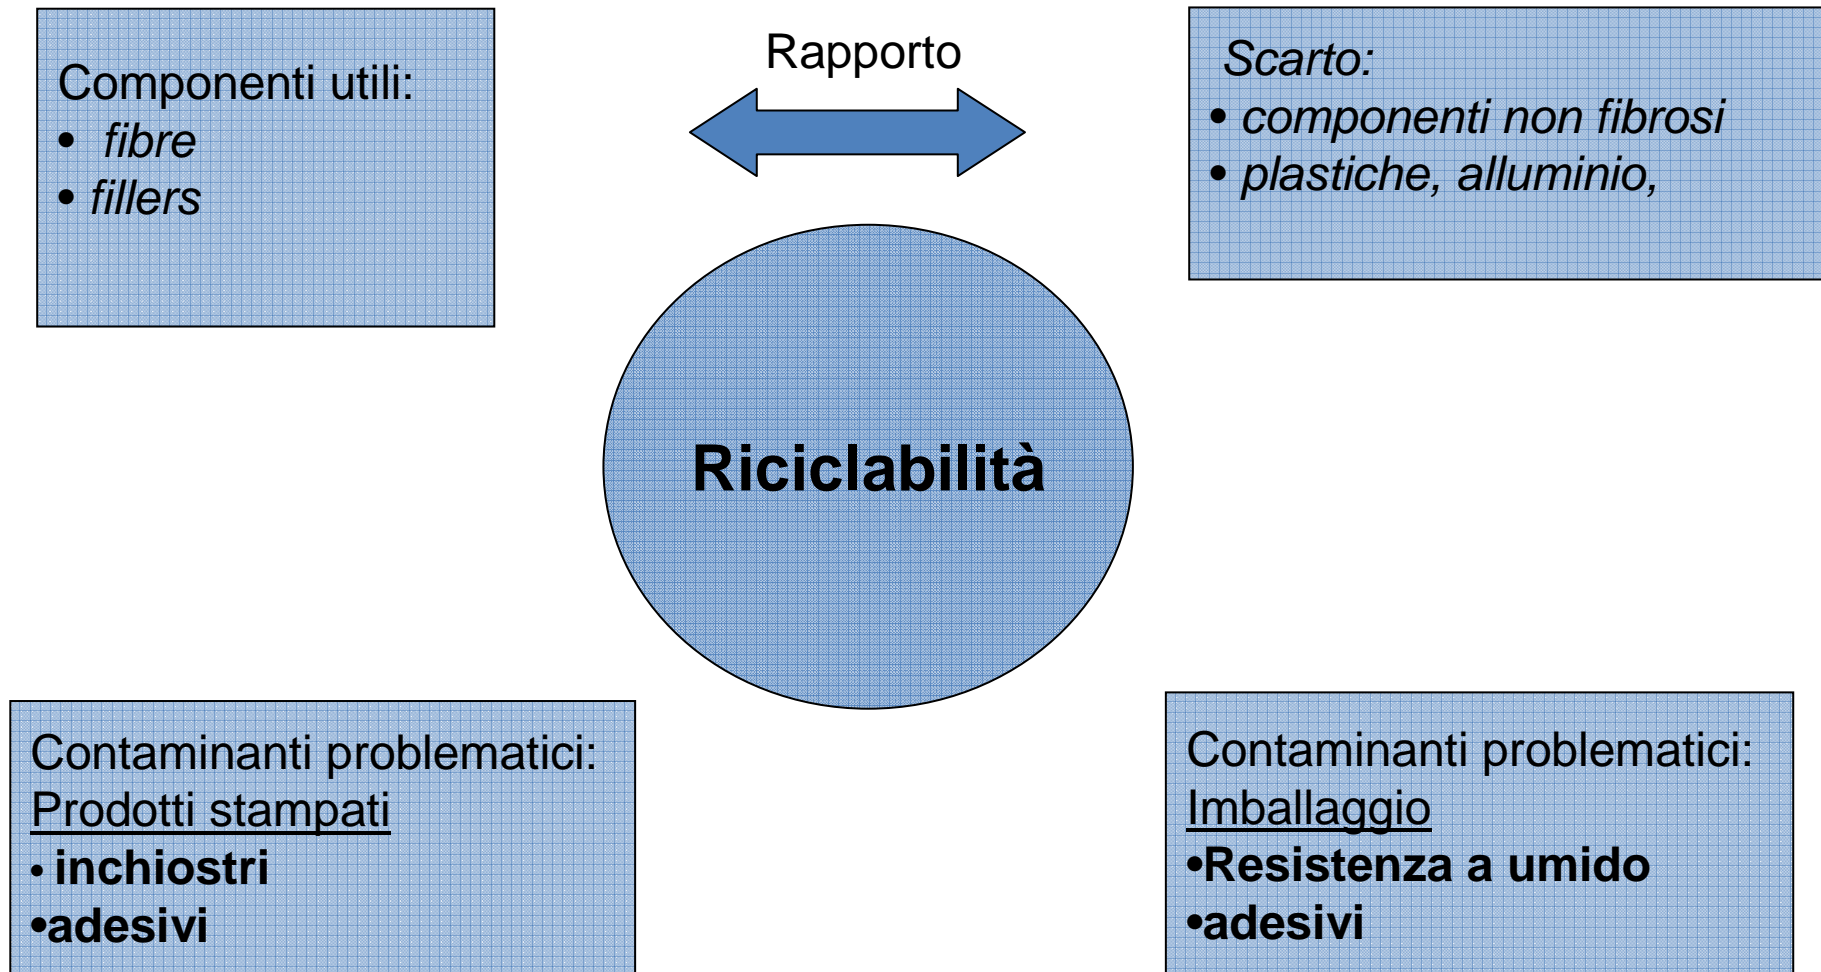 Componenti utili:
• fibre
• fillers
Rapporto
Scarto:
• componenti non fibrosi
• plastiche, alluminio,
Riciclabilità
Contaminanti problematici:
Prodotti stampati
• inchiostri
•adesivi
Contaminanti problematici:
Imballaggio
•Resistenza a umido
•adesivi